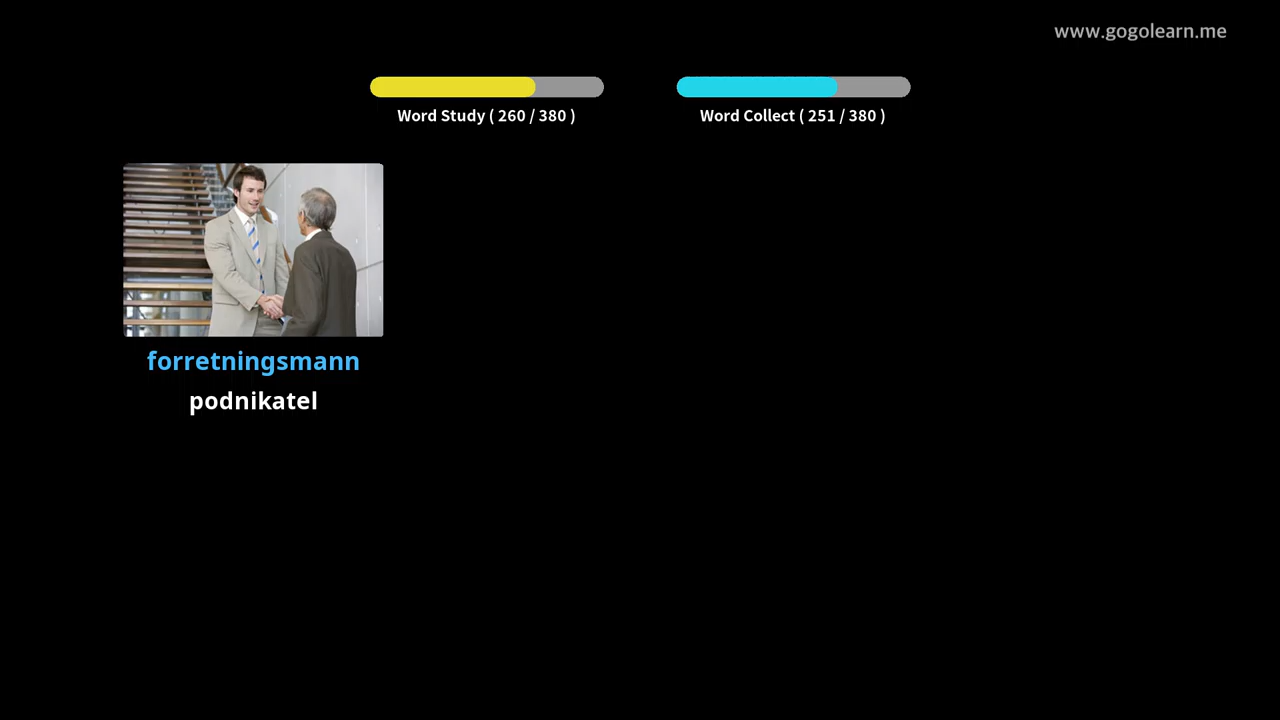 www.gogolearn.me
Word Study ( 260 / 380 )
Word Collect ( 251 / 380 )
forretningsmann
podnikatel